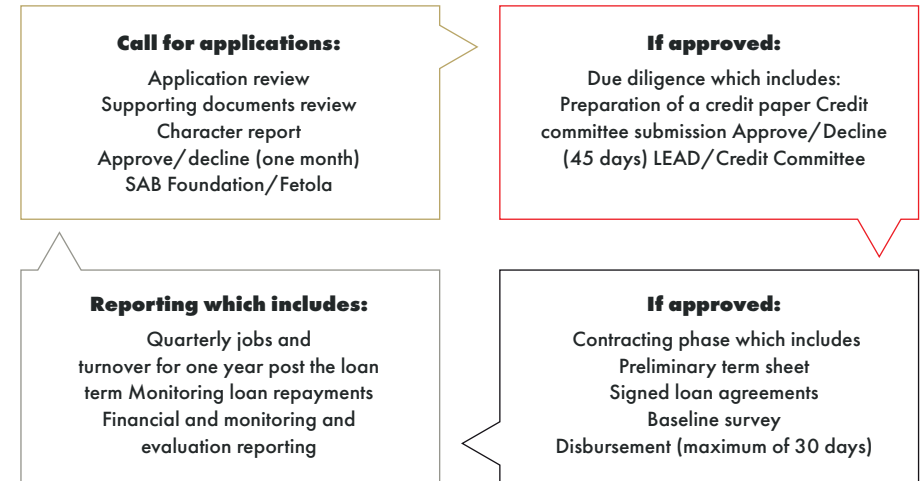 Call for applications:
Application review
Supporting documents review
Character report
Approve/decline (one month)
SAB Foundation/Fetola
If approved:
Due diligence which includes:
Preparation of a credit paper Credit
committee submission Approve/Decline
(45 days) LEAD/Credit Committee
If approved:
Contracting phase which includes
Preliminary term sheet
Signed loan agreements
Baseline survey
Disbursement (maximum of 30 days)
Reporting which includes:
Quarterly jobs and
turnover for one year post the loan
term Monitoring loan repayments
Financial and monitoring and
evaluation reporting